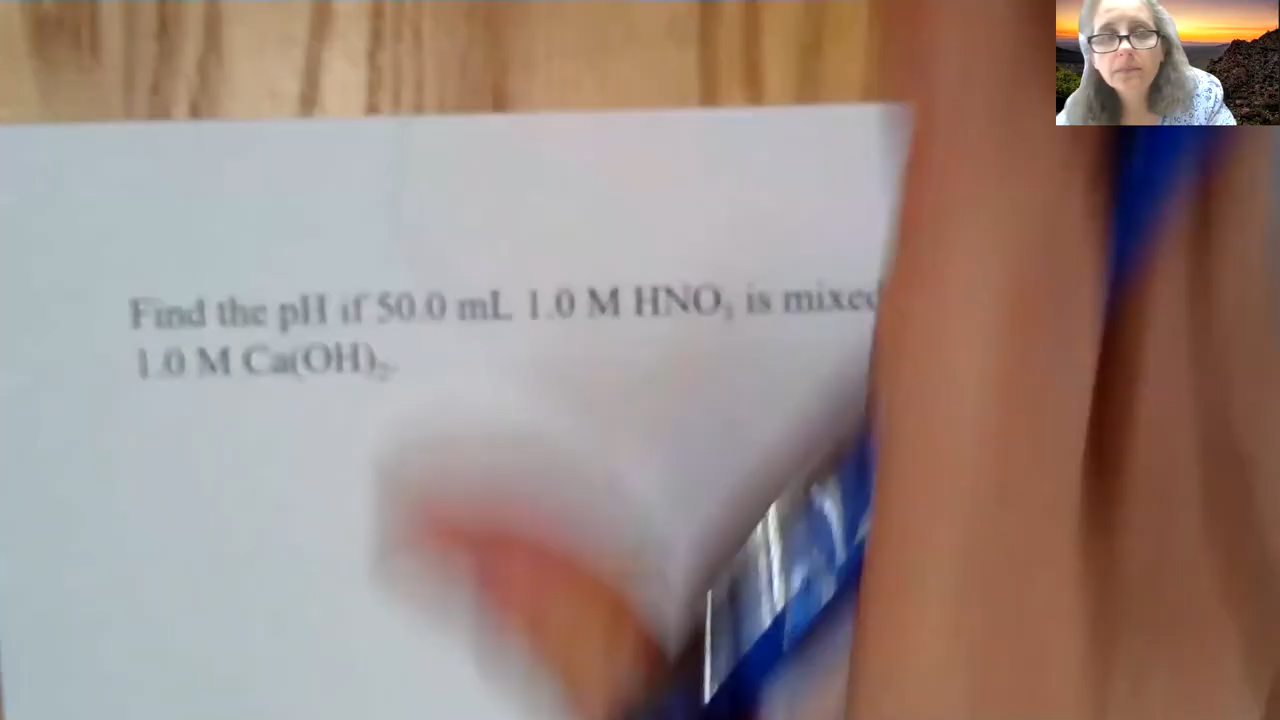 Find the pH if 50.0 mL 1.0 M HNO₃ is mixed
1.0 M Ca(OH)₂.